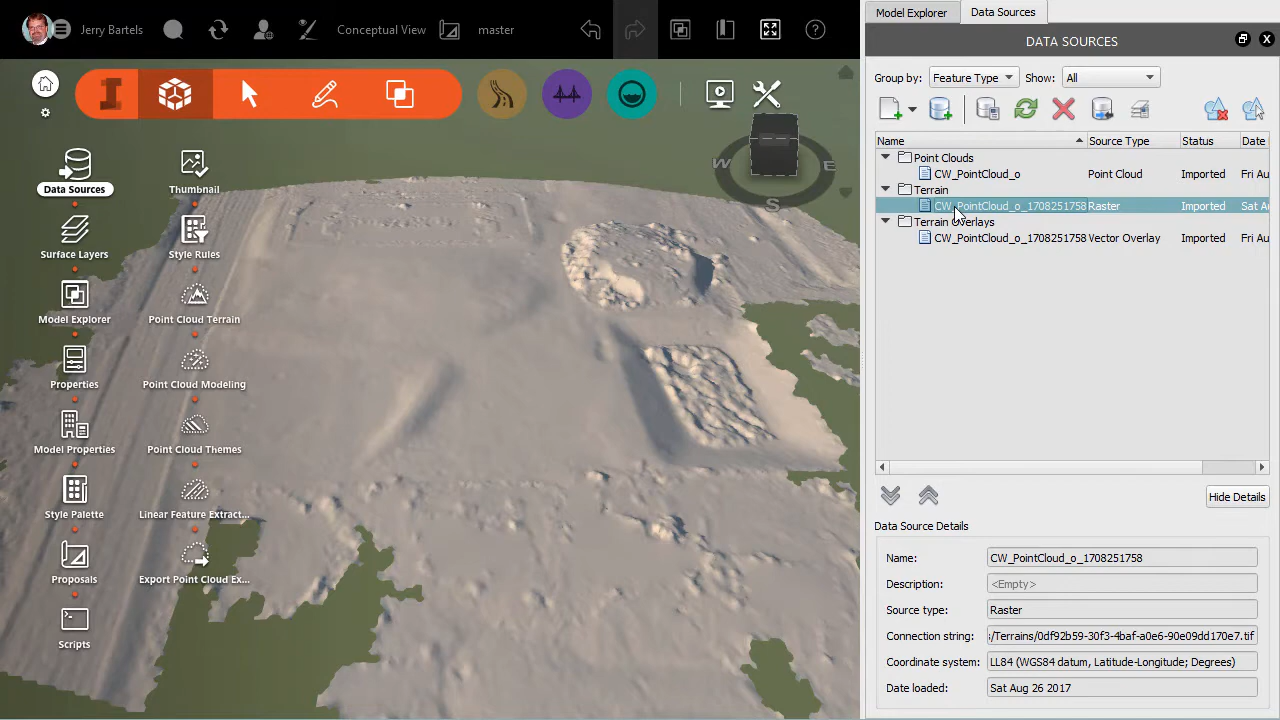 Jerry Bartels
Conceptual View
master
W
E
S
Data Sources
Thumbnail
Surface Layers
Style Rules
Model Explorer
Point Cloud Terrain
Properties
Point Cloud Modeling
Model Properties
Point Cloud Themes
Style Palette
Linear Feature Extract...
Proposals
Export Point Cloud Ex...
Scripts
Model Explorer
Data Sources
DATA SOURCES
Group by:
Feature Type
Show:
All
Name
Source Type
Status
Date
Point Clouds
CW_PointCloud_o
Point Cloud
Imported
Fri Au
Terrain
CW_PointCloud_o_1708251758
Raster
Imported
Sat Au
Terrain Overlays
CW_PointCloud_o_1708251758
Vector Overlay
Imported
Fri Au
Hide Details
Data Source Details
Name:
CW_PointCloud_o_1708251758
Description:
<Empty>
Source type:
Raster
Connection string:
:/Terrains/0df92b59-30f3-4baf-a0e6-90e09dd170e7.tif
Coordinate system:
LL84 (WGS84 datum, Latitude-Longitude; Degrees)
Date loaded:
Sat Aug 26 2017